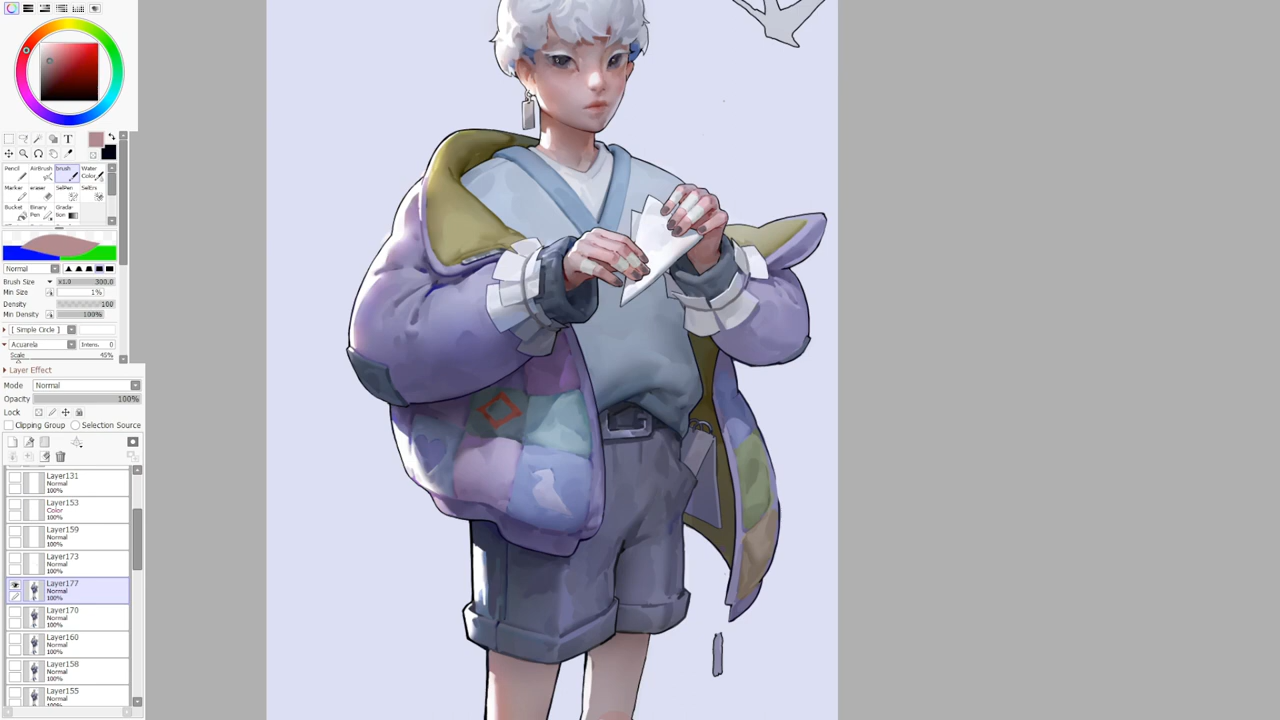 T
Pencil AirBrush brush Water Color
Marker eraser SelPen SelErs
Bucket Binary Pen Grada-tion
Normal
Brush Size x1.0 300.0
Min Size 1%
Density 100
Min Density 100%
[ Simple Circle ]
Acuarela Intens. 0
Scale 45%
Layer Effect
Mode Normal
Opacity 100%
Lock
Clipping Group Selection Source
Layer131
Normal
100%
Layer153
Color
100%
Layer159
Normal
100%
Layer173
Normal
100%
Layer177
Normal
100%
Layer170
Normal
100%
Layer160
Normal
100%
Layer158
Normal
100%
Layer155
Normal
100%